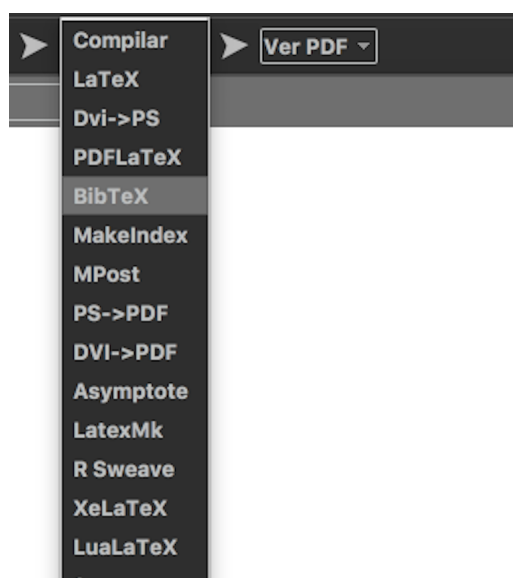 Compilar
Ver PDF
LaTeX
Dvi->PS
PDFLaTeX
BibTeX
MakeIndex
MPost
PS->PDF
DVI->PDF
Asymptote
LatexMk
R Sweave
XeLaTeX
LuaLaTeX